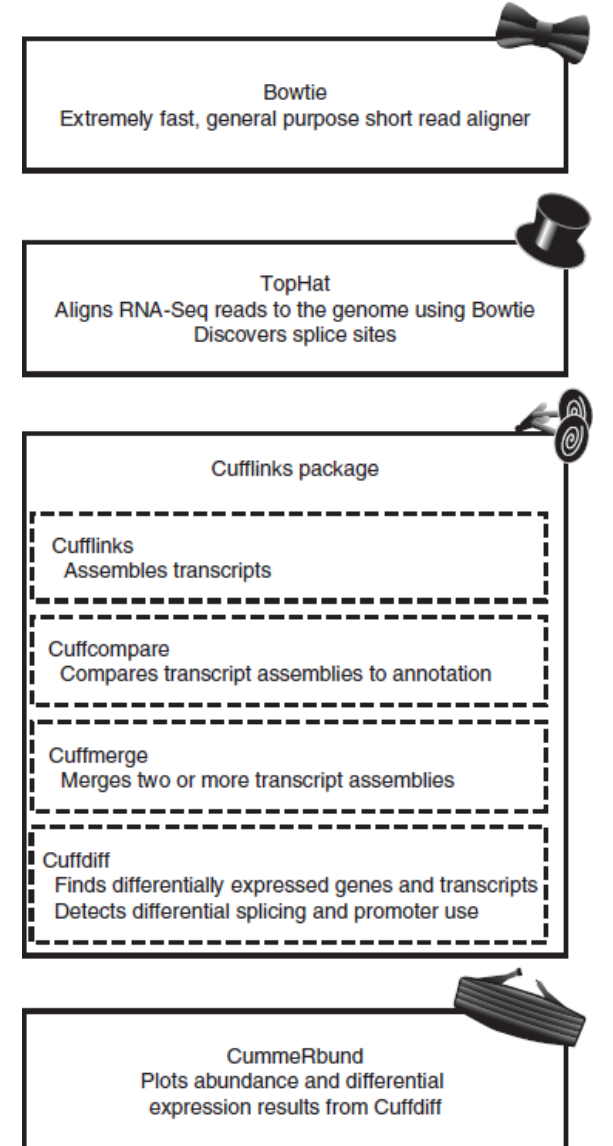 Bowtie
Extremely fast, general purpose short read aligner
TopHat
Aligns RNA-Seq reads to the genome using Bowtie
Discovers splice sites
Cufflinks package
Cufflinks
Assembles transcripts
Cuffcompare
Compares transcript assemblies to annotation
Cuffmerge
Merges two or more transcript assemblies
Cuffdiff
Finds differentially expressed genes and transcripts
Detects differential splicing and promoter use
CummeRbund
Plots abundance and differential
expression results from Cuffdiff